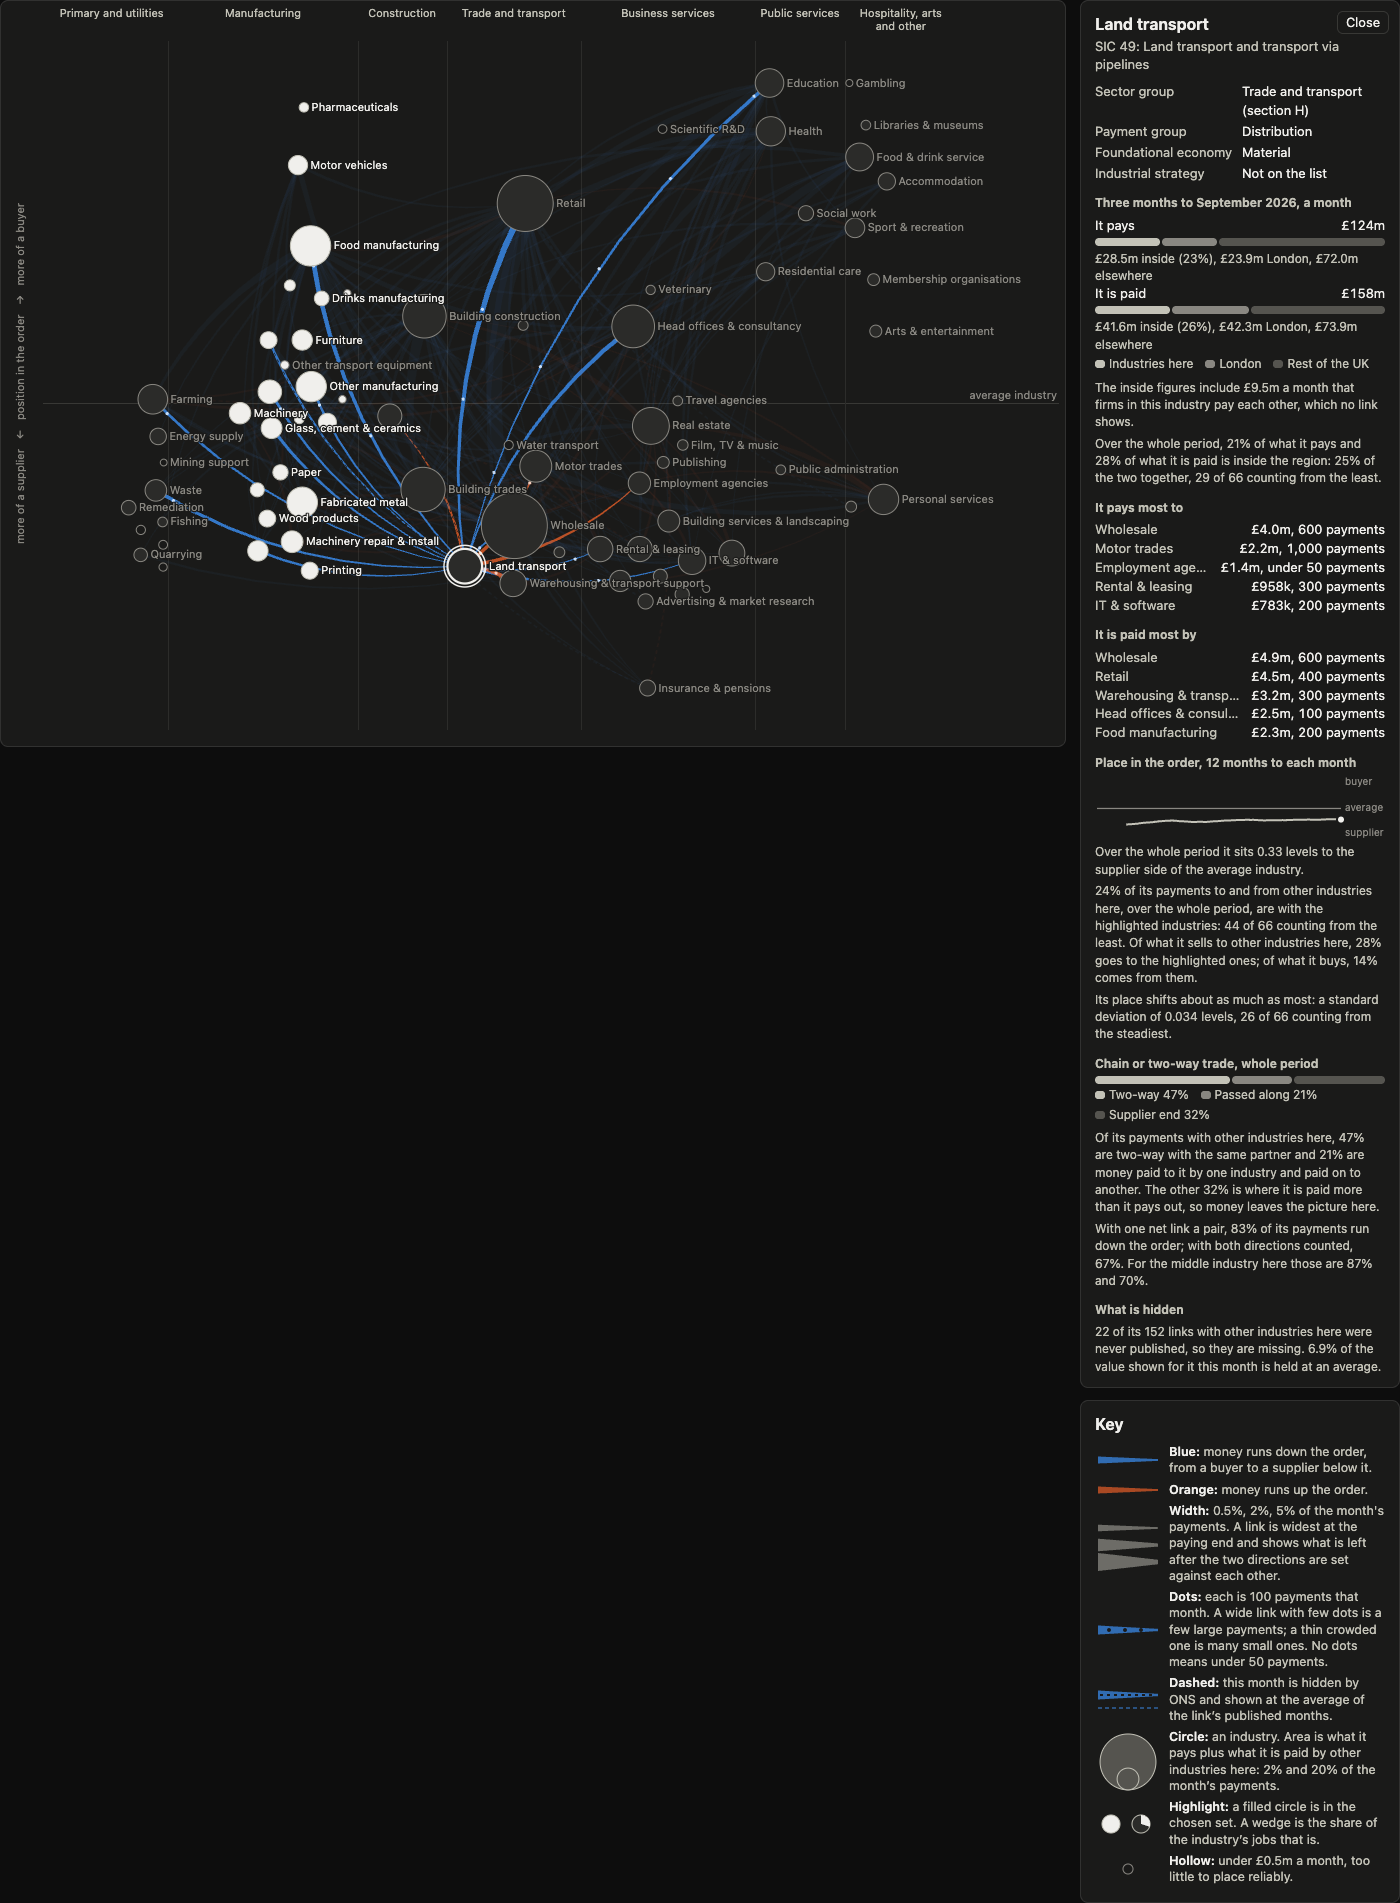 Primary and utilities
Manufacturing
Construction
Trade and transport
Business services
Public services
Hospitality, arts
and other
more of a supplier ← position in the order → more of a buyer
Pharmaceuticals
Motor vehicles
Food manufacturing
Drinks manufacturing
Furniture
Other transport equipment
Other manufacturing
Farming
Machinery
Glass, cement & ceramics
Energy supply
Mining support
Paper
Waste
Fabricated metal
Remediation
Fishing
Wood products
Quarrying
Machinery repair & install
Printing
Retail
Building construction
Building trades
Water transport
Motor trades
Wholesale
Land transport
Warehousing & transport support
Education
Gambling
Scientific R&D
Health
Libraries & museums
Food & drink service
Accommodation
Social work
Sport & recreation
Residential care
Membership organisations
Veterinary
Head offices & consultancy
Arts & entertainment
average industry
Travel agencies
Real estate
Film, TV & music
Publishing
Public administration
Employment agencies
Personal services
Building services & landscaping
Rental & leasing
IT & software
Advertising & market research
Insurance & pensions
Land transport
Close
SIC 49: Land transport and transport via
pipelines
Sector group Trade and transport
(section H)
Payment group Distribution
Foundational economy Material
Industrial strategy Not on the list
Three months to September 2026, a month
It pays £124m
£28.5m inside (23%), £23.9m London, £72.0m
elsewhere
It is paid £158m
£41.6m inside (26%), £42.3m London, £73.9m
elsewhere
Industries here London Rest of the UK
The inside figures include £9.5m a month that
firms in this industry pay each other, which no link
shows.
Over the whole period, 21% of what it pays and
28% of what it is paid is inside the region: 25% of
the two together, 29 of 66 counting from the least.
It pays most to
Wholesale £4.0m, 600 payments
Motor trades £2.2m, 1,000 payments
Employment age... £1.4m, under 50 payments
Rental & leasing £958k, 300 payments
IT & software £783k, 200 payments
It is paid most by
Wholesale £4.9m, 600 payments
Retail £4.5m, 400 payments
Warehousing & transp... £3.2m, 300 payments
Head offices & consul... £2.5m, 100 payments
Food manufacturing £2.3m, 200 payments
Place in the order, 12 months to each month
buyer
average
supplier
Over the whole period it sits 0.33 levels to the
supplier side of the average industry.
24% of its payments to and from other industries
here, over the whole period, are with the
highlighted industries: 44 of 66 counting from the
least. Of what it sells to other industries here, 28%
goes to the highlighted ones; of what it buys, 14%
comes from them.
Its place shifts about as much as most: a standard
deviation of 0.034 levels, 26 of 66 counting from
the steadiest.
Chain or two-way trade, whole period
Two-way 47% Passed along 21%
Supplier end 32%
Of its payments with other industries here, 47%
are two-way with the same partner and 21% are
money paid to it by one industry and paid on to
another. The other 32% is where it is paid more
than it pays out, so money leaves the picture here.
With one net link a pair, 83% of its payments run
down the order; with both directions counted,
67%. For the middle industry here those are 87%
and 70%.
What is hidden
22 of its 152 links with other industries here were
never published, so they are missing. 6.9% of the
value shown for it this month is held at an average.
Key
Blue: money runs down the order,
from a buyer to a supplier below it.
Orange: money runs up the order.
Width: 0.5%, 2%, 5% of the month's
payments. A link is widest at the
paying end and shows what is left
after the two directions are set
against each other.
Dots: each is 100 payments that
month. A wide link with few dots is a
few large payments; a thin crowded
one is many small ones. No dots
means under 50 payments.
Dashed: this month is hidden by
ONS and shown at the average of
the link's published months.
Circle: an industry. Area is what it
pays plus what it is paid by other
industries here: 2% and 20% of the
month's payments.
Highlight: a filled circle is in the
chosen set. A wedge is the share of
the industry's jobs that is.
Hollow: under £0.5m a month, too
little to place reliably.